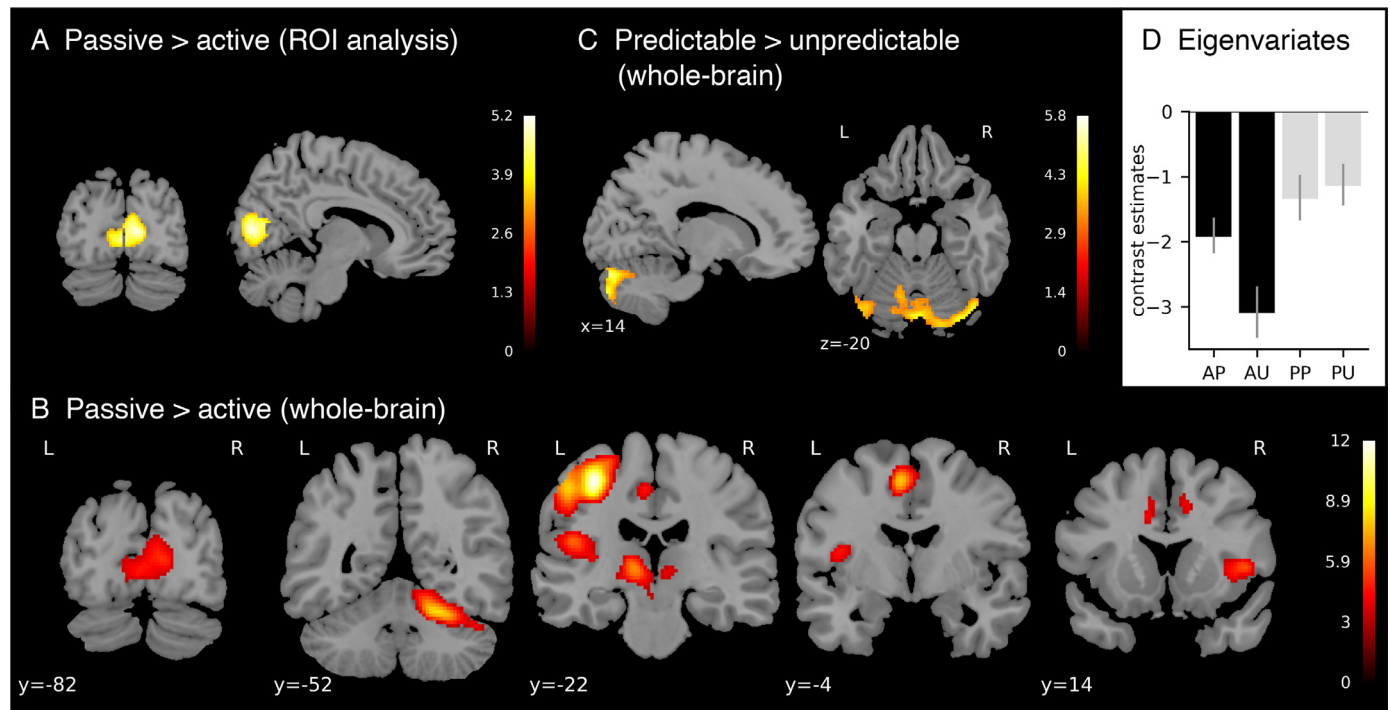 A Passive > active (ROI analysis)
5.2
3.9
2.6
1.3
0
C Predictable > unpredictable
(whole-brain)
L
R
5.8
4.3
2.9
1.4
0
x=14
z=-20
D Eigenvariates
0
−1
−2
−3
contrast estimates
AP AU PP PU
B Passive > active (whole-brain)
L R
L R
L R
L R
L R
12
8.9
5.9
3
0
y=-82
y=-52
y=-22
y=-4
y=14